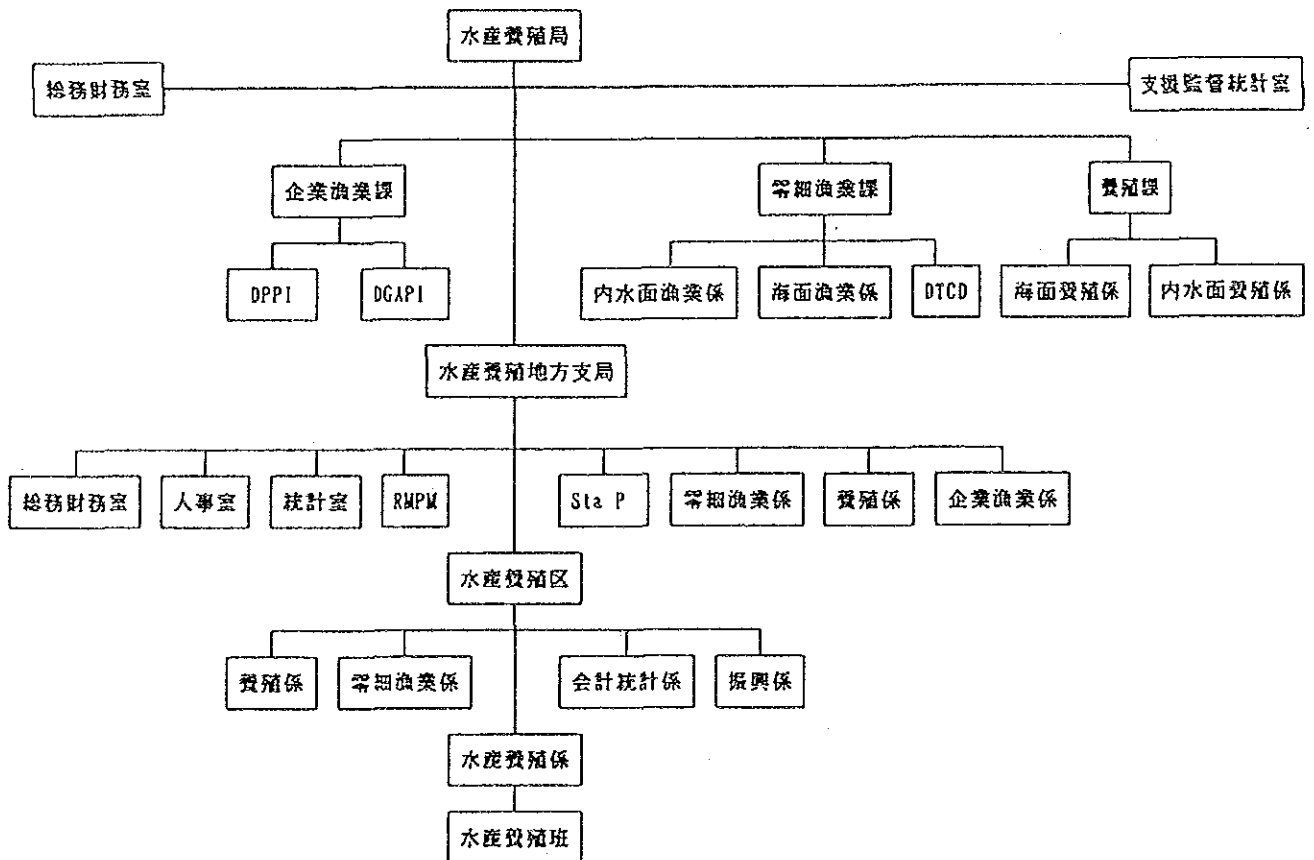 水産養殖局
総務財務室
支援監督統計室
企業漁業課
零細漁業課
養殖課
DPPI
DGAPI
内水面漁業係
海面漁業係
DTCD
海面養殖係
内水面養殖係
水産養殖地方支局
総務財務室
人事室
統計室
RMPM
Sta P
零細漁業係
養殖係
企業漁業係
水産養殖区
養殖係
零細漁業係
会計統計係
振興係
水産養殖係
水産養殖班